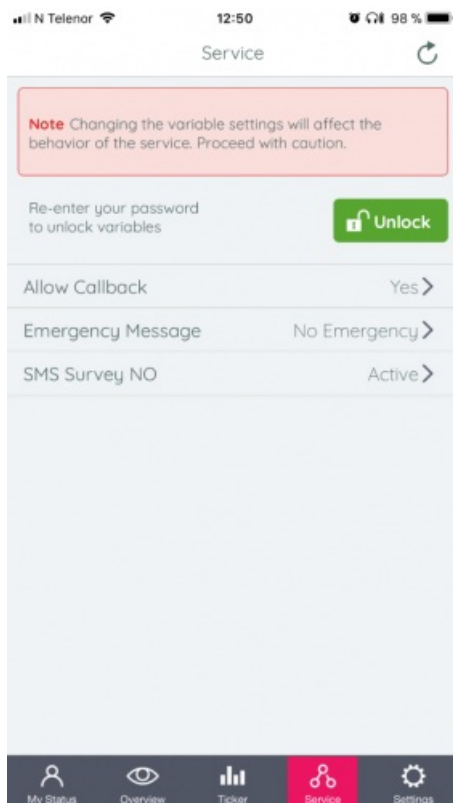 N Telenor 12:50 98 %
Service
Note Changing the variable settings will affect the
behavior of the service. Proceed with caution.
Re-enter your password
to unlock variables
Unlock
Allow Callback Yes
Emergency Message No Emergency
SMS Survey NO Active
My Status Overview Ticker Service Settings